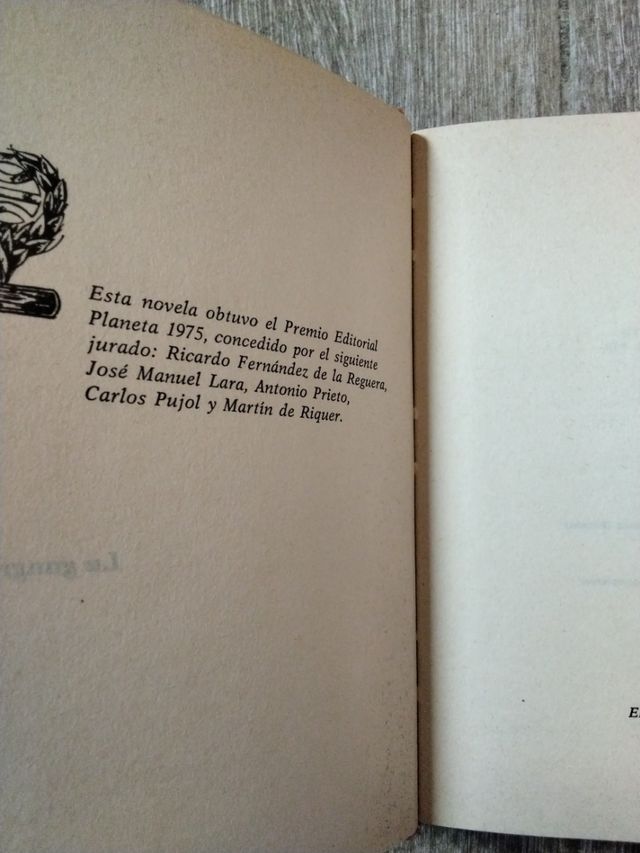 Esta novela obtuvo el Premio Editorial
Planeta 1975, concedido por el siguiente
jurado: Ricardo Fernández de la Reguera,
José Manuel Lara, Antonio Prieto,
Carlos Pujol y Martín de Riquer.